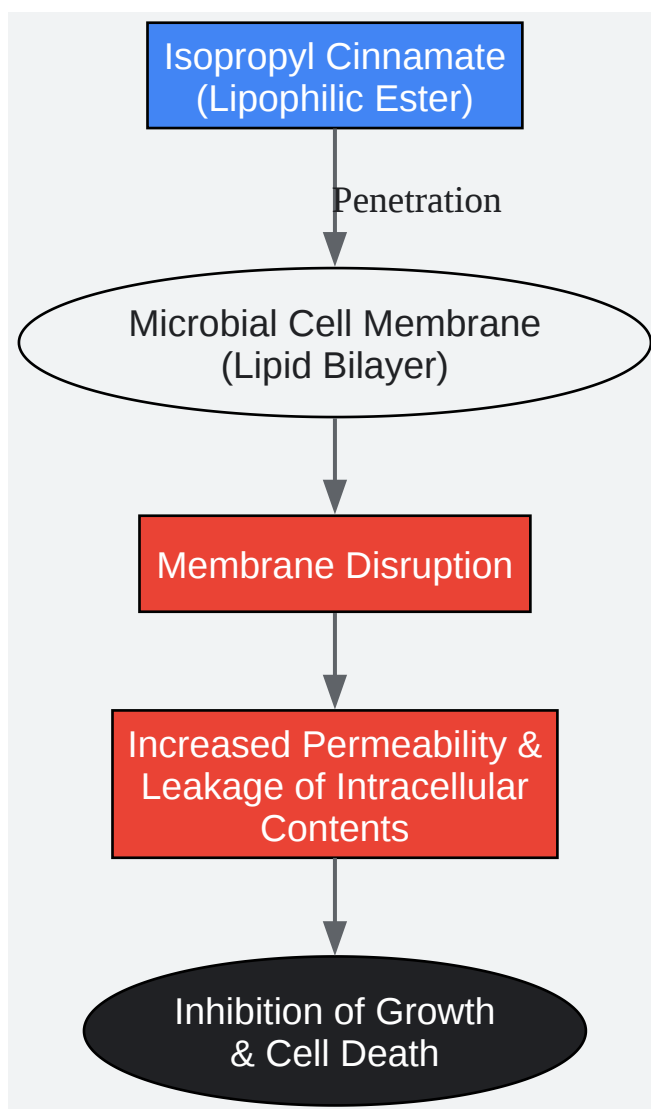 Isopropyl Cinnamate
(Lipophilic Ester)
Penetration
Microbial Cell Membrane
(Lipid Bilayer)
Membrane Disruption
Increased Permeability &
Leakage of Intracellular
Contents
Inhibition of Growth
& Cell Death